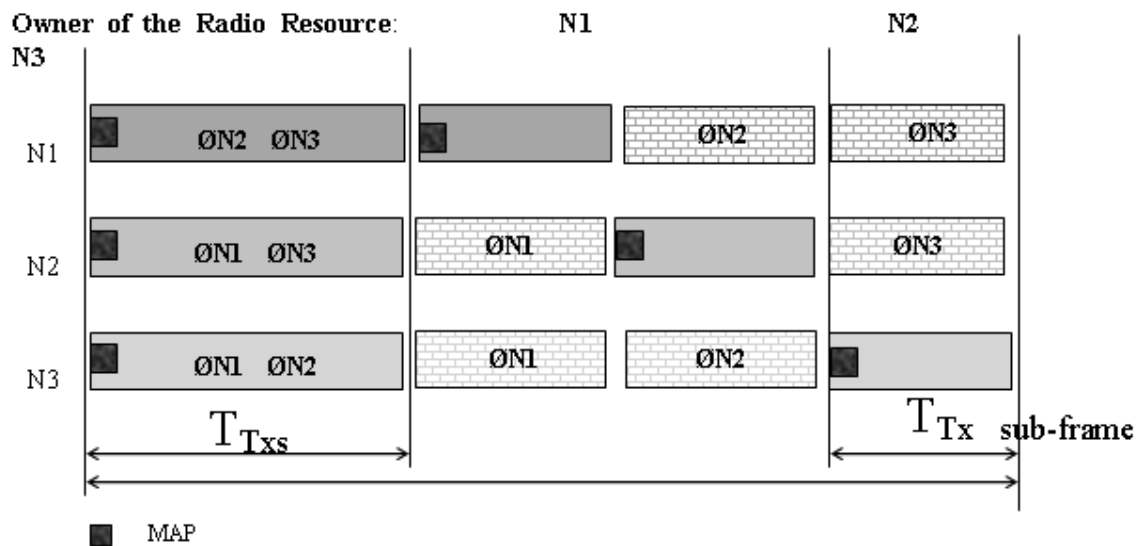 Owner of the Radio Resource: N1 N2
N3
N1 ØN2 ØN3 ØN2 ØN3
N2 ØN1 ØN3 ØN1 ØN3
N3 ØN1 ØN2 ØN1 ØN2
TTxs TTx sub-frame
MAP